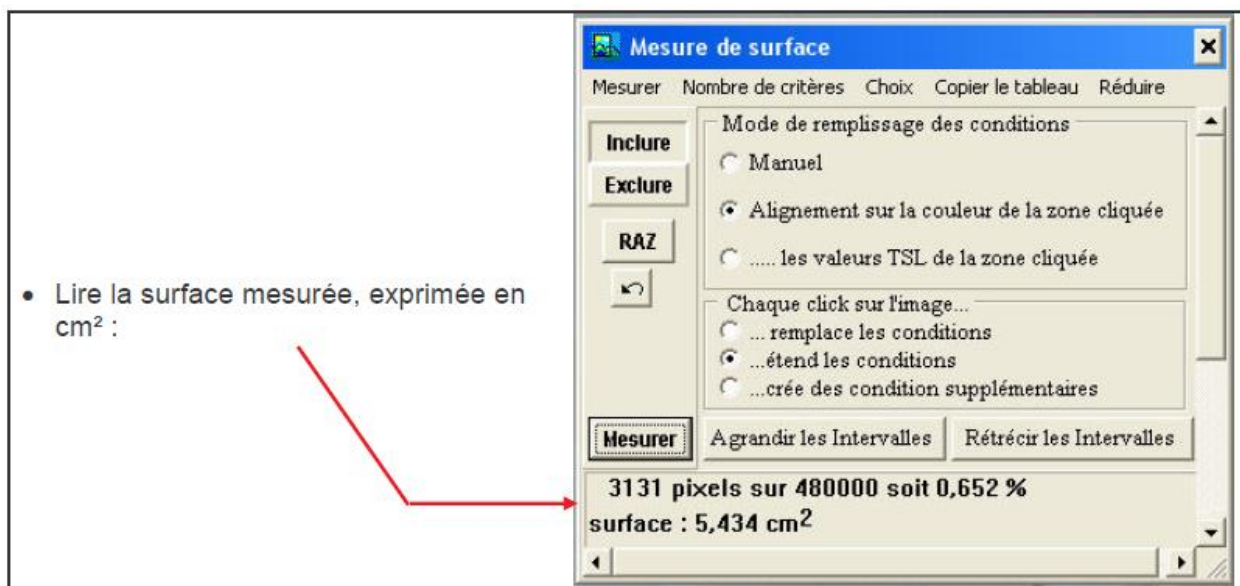 • Lire la surface mesurée, exprimée en
cm² :
Mesure de surface
Mesurer Nombre de critères Choix Copier le tableau Réduire
Inclure
Exclure
RAZ
Mode de remplissage des conditions
Manuel
Alignement sur la couleur de la zone cliquée
..... les valeurs TSL de la zone cliquée
Chaque click sur l'image...
... remplace les conditions
...étend les conditions
...crée des condition supplémentaires
Mesurer Agrandir les Intervalles Rétrécir les Intervalles
3131 pixels sur 480000 soit 0,652 %
surface : 5,434 cm2